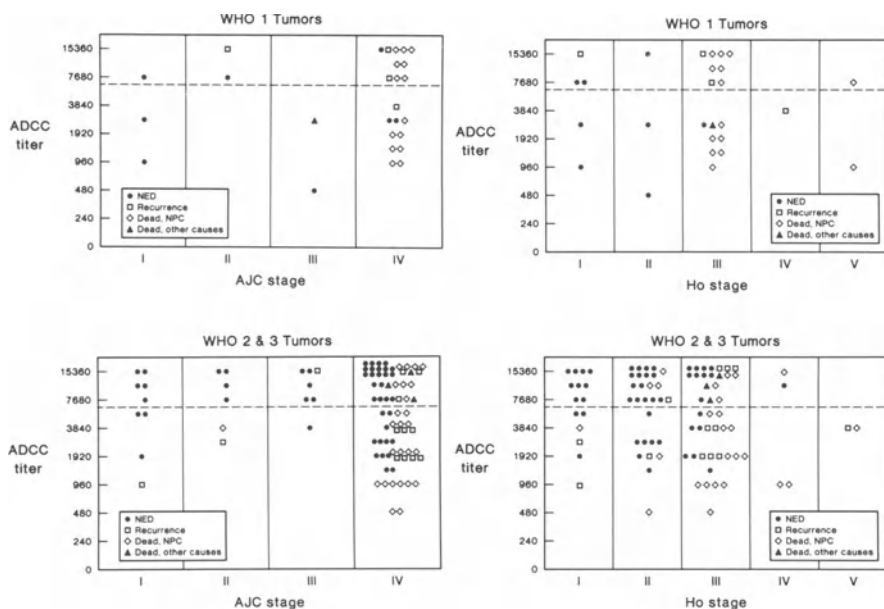 WHO 1 Tumors
15360
7680
3840
ADCC
titer
1920
960
480
240
0
NED
Recurrence
Dead, NPC
Dead, other causes
I II III IV
AJC stage
WHO 1 Tumors
15360
7680
3840
ADCC
titer
1920
960
480
240
0
NED
Recurrence
Dead, NPC
Dead, other causes
I II III IV V
Ho stage
WHO 2 & 3 Tumors
15360
7680
3840
ADCC
titer
1920
960
480
240
0
NED
Recurrence
Dead, NPC
Dead, other causes
I II III IV
AJC stage
WHO 2 & 3 Tumors
15360
7680
3840
ADCC
titer
1920
960
480
240
0
NED
Recurrence
Dead, NPC
Dead, other causes
I II III IV V
Ho stage